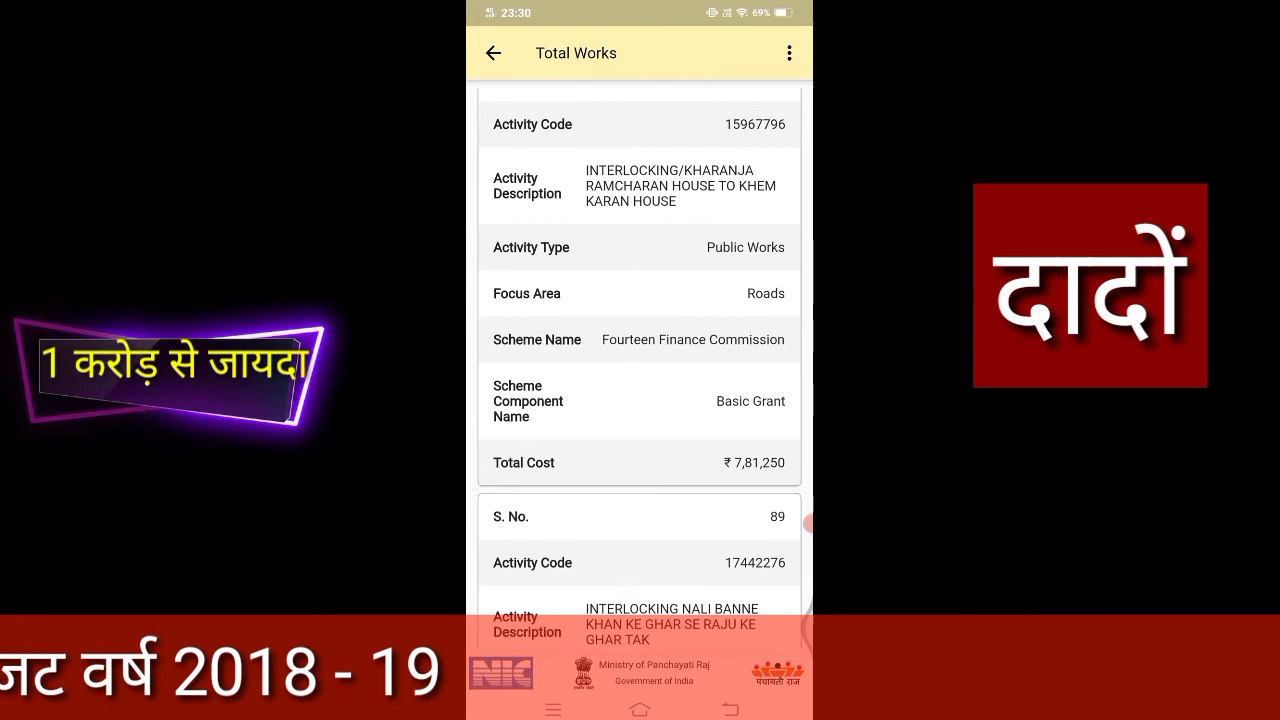 4G 23:30 69%
Total Works
Activity Code 15967796
Activity Description INTERLOCKING/KHARANJA RAMCHARAN HOUSE TO KHEM KARAN HOUSE
Activity Type Public Works
Focus Area Roads
Scheme Name Fourteen Finance Commission
Scheme Component Name Basic Grant
Total Cost ₹ 7,81,250
S. No. 89
Activity Code 17442276
Activity Description INTERLOCKING NALI BANNE KHAN KE GHAR SE RAJU KE GHAR TAK
NIC
Ministry of Panchayati Raj
Government of India
पंचायती राज
1 करोड़ से जायदा
दादों
जट वर्ष 2018 - 19